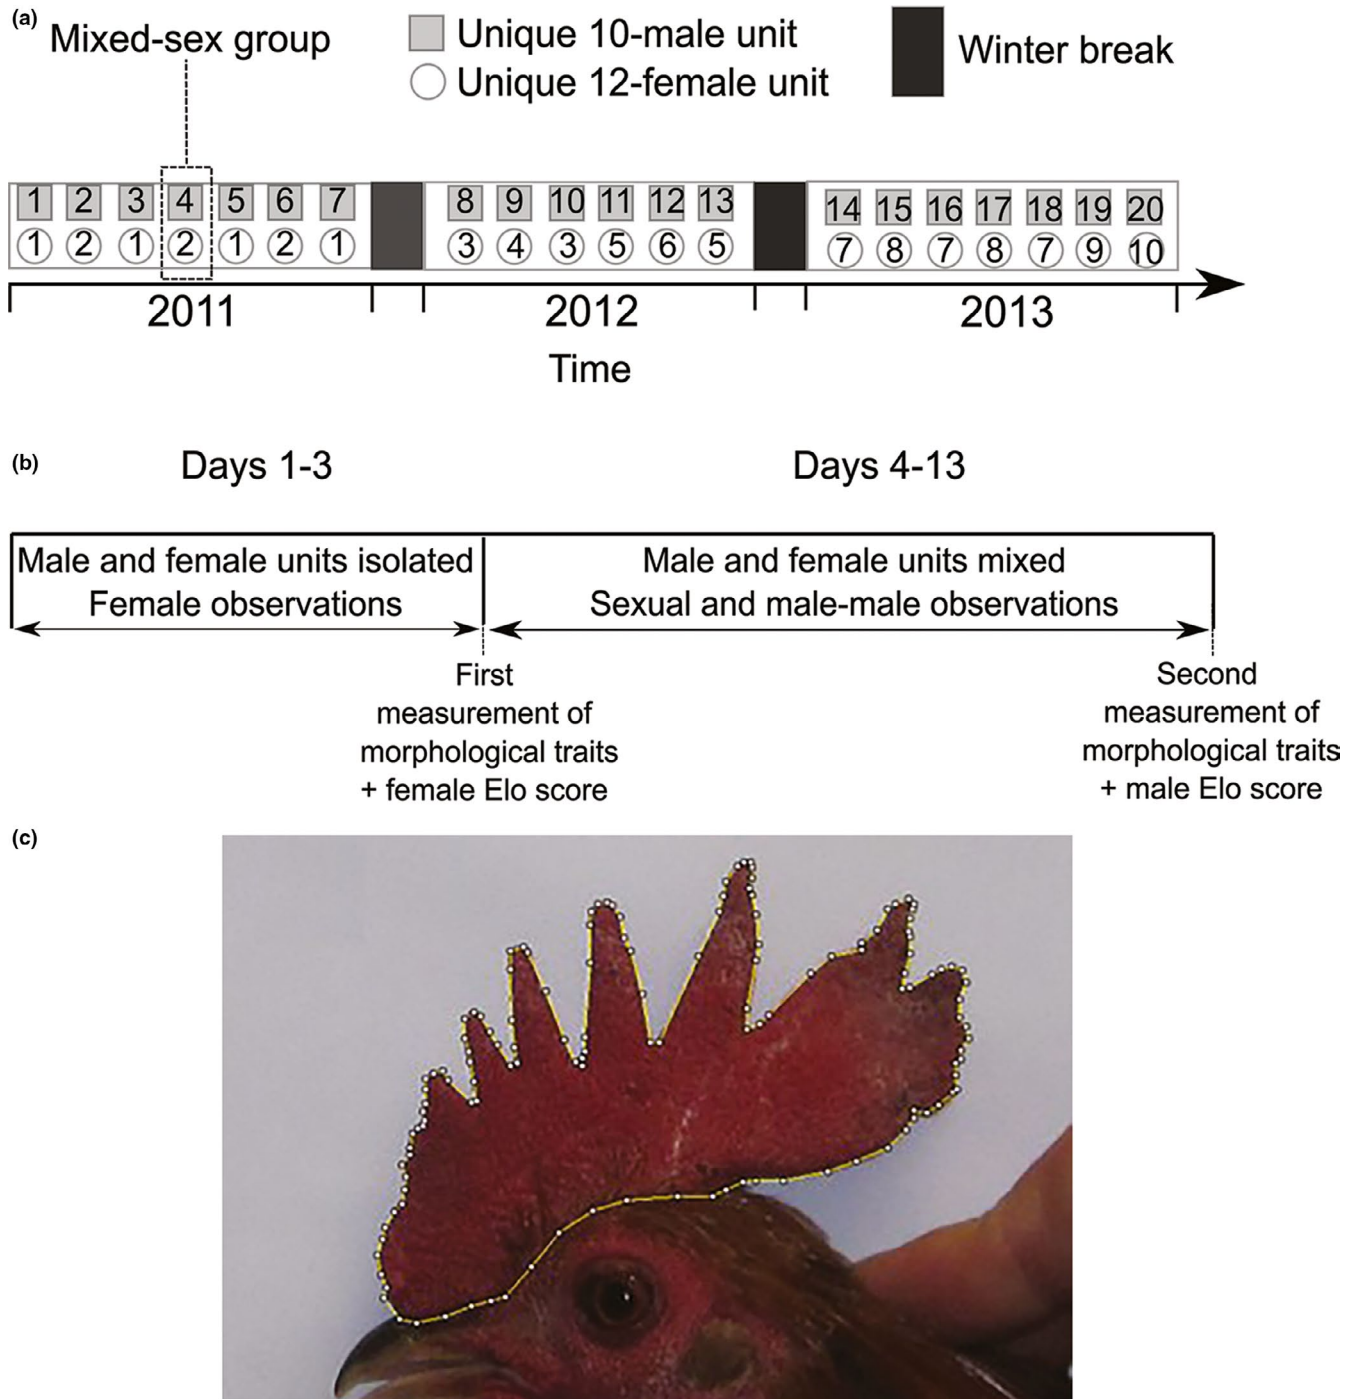 (a)
Mixed-sex group
Unique 10-male unit
Unique 12-female unit
Winter break
1 2 3 4 5 6 7 8 9 10 11 12 13 14 15 16 17 18 19 20
1 2 1 2 1 2 1 3 4 3 5 6 5 7 8 7 8 7 9 10
2011 2012 2013
Time
(b)
Days 1-3 Days 4-13
Male and female units isolated
Female observations
Male and female units mixed
Sexual and male-male observations
First
measurement of
morphological traits
+ female Elo score
Second
measurement of
morphological traits
+ male Elo score
(c)